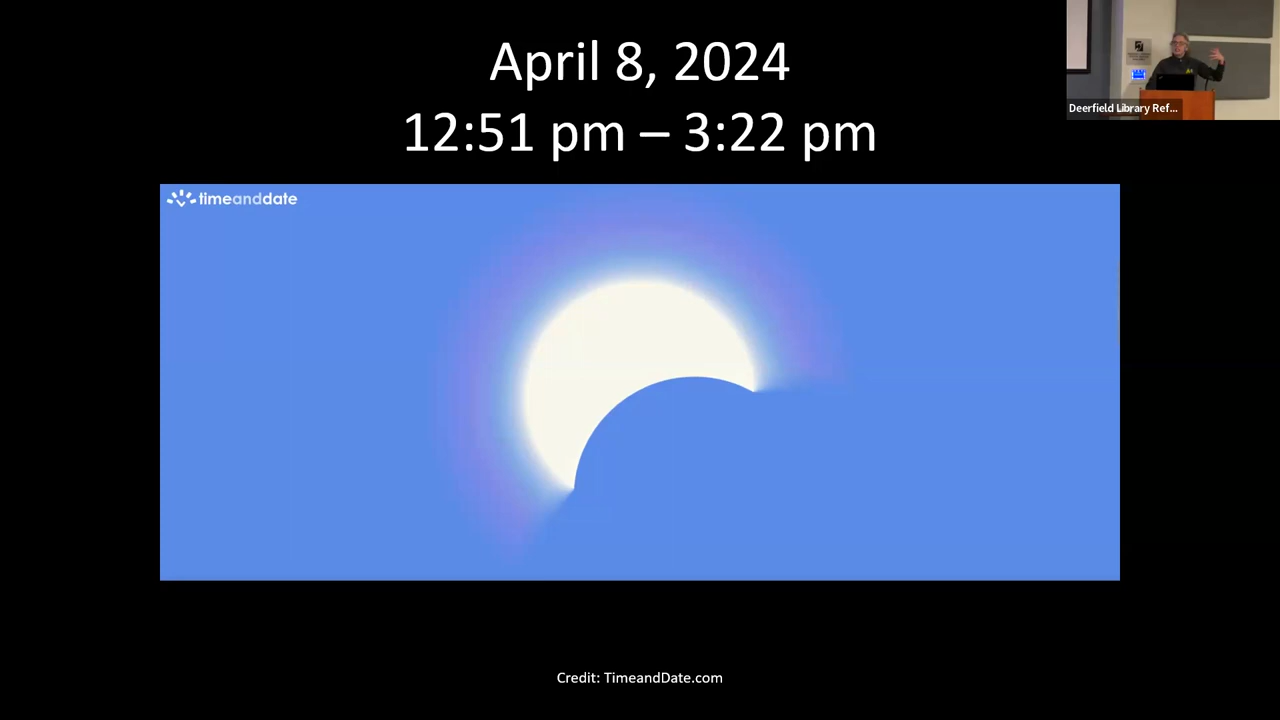 April 8, 2024
12:51 pm – 3:22 pm
timeanddate
Deerfield Library Ref...
Credit: TimeandDate.com